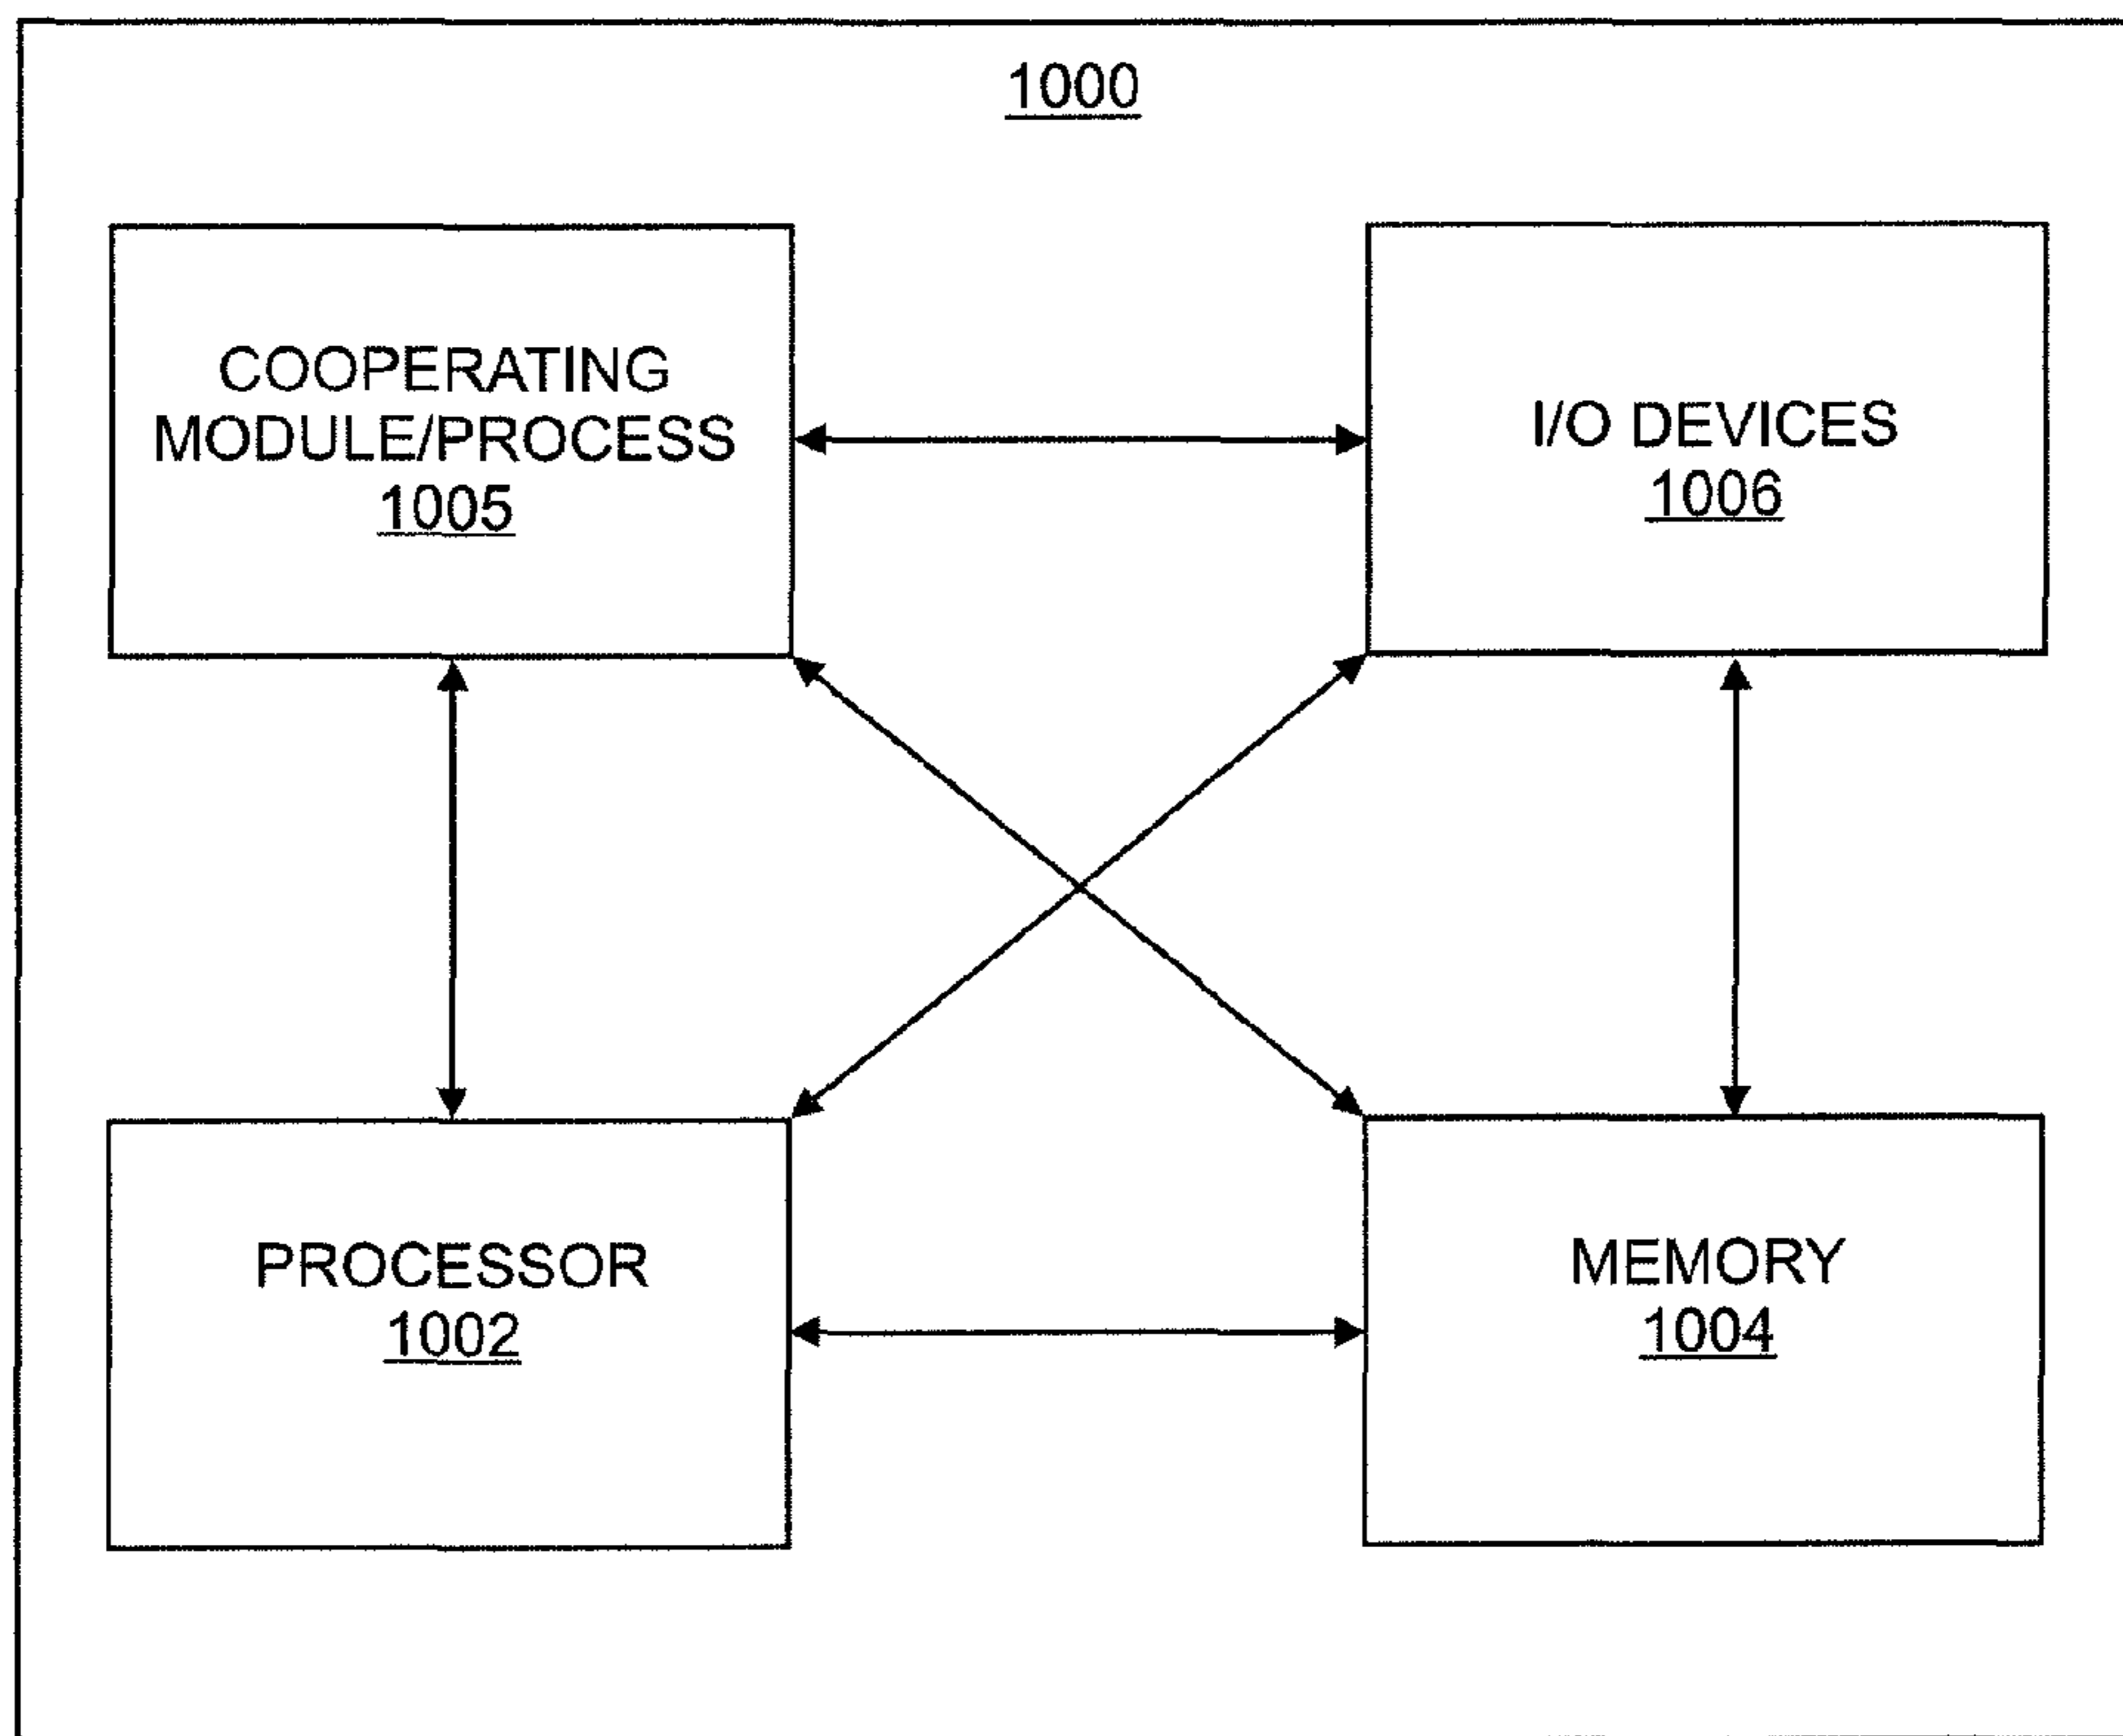 1000
COOPERATING
MODULE/PROCESS
1005
I/O DEVICES
1006
PROCESSOR
1002
MEMORY
1004